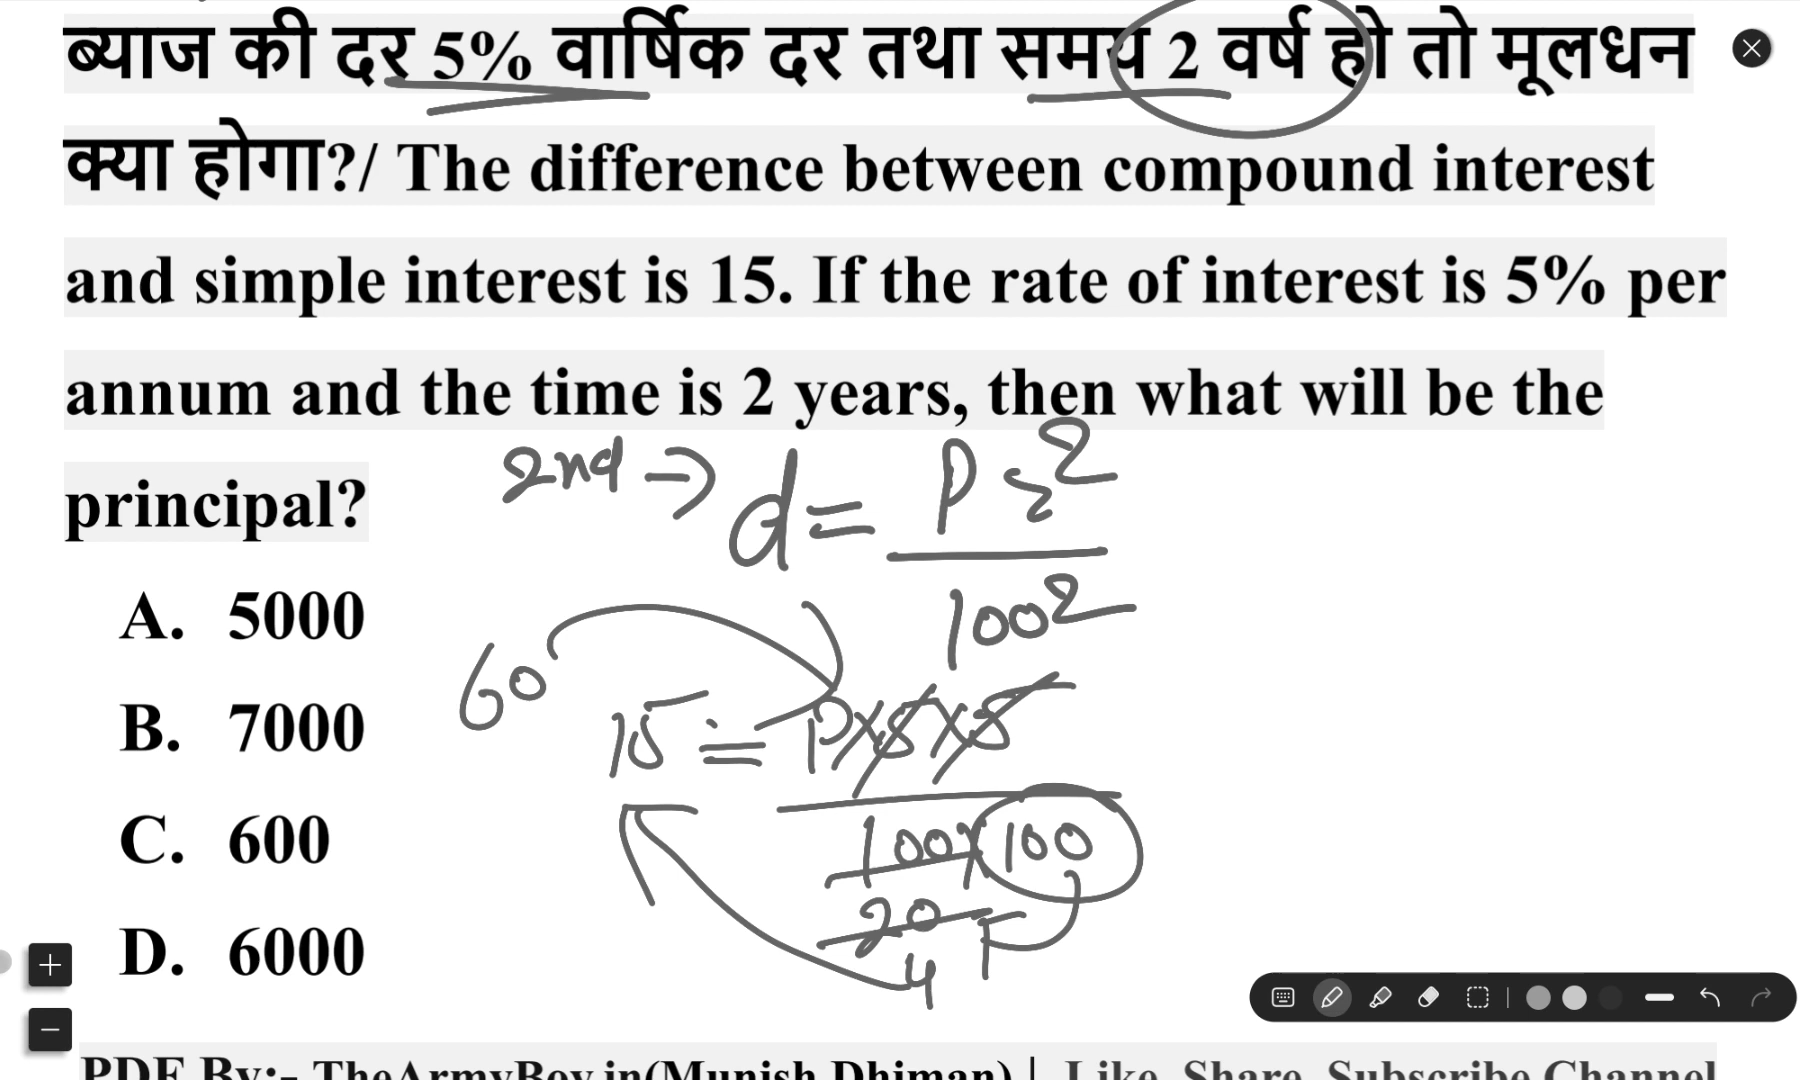 ब्याज की दर 5% वार्षिक दर तथा समय 2 वर्ष हो तो मूलधन
क्या होगा?/ The difference between compound interest
and simple interest is 15. If the rate of interest is 5% per
annum and the time is 2 years, then what will be the
principal?
2nd → d = Pr²
100²
A. 5000
60
15 = P×5×5
B. 7000
100×100
C. 600
20
4
D. 6000
PDF By:- TheArmyBoy.in(Munish Dhiman) | Like, Share, Subscribe Channel